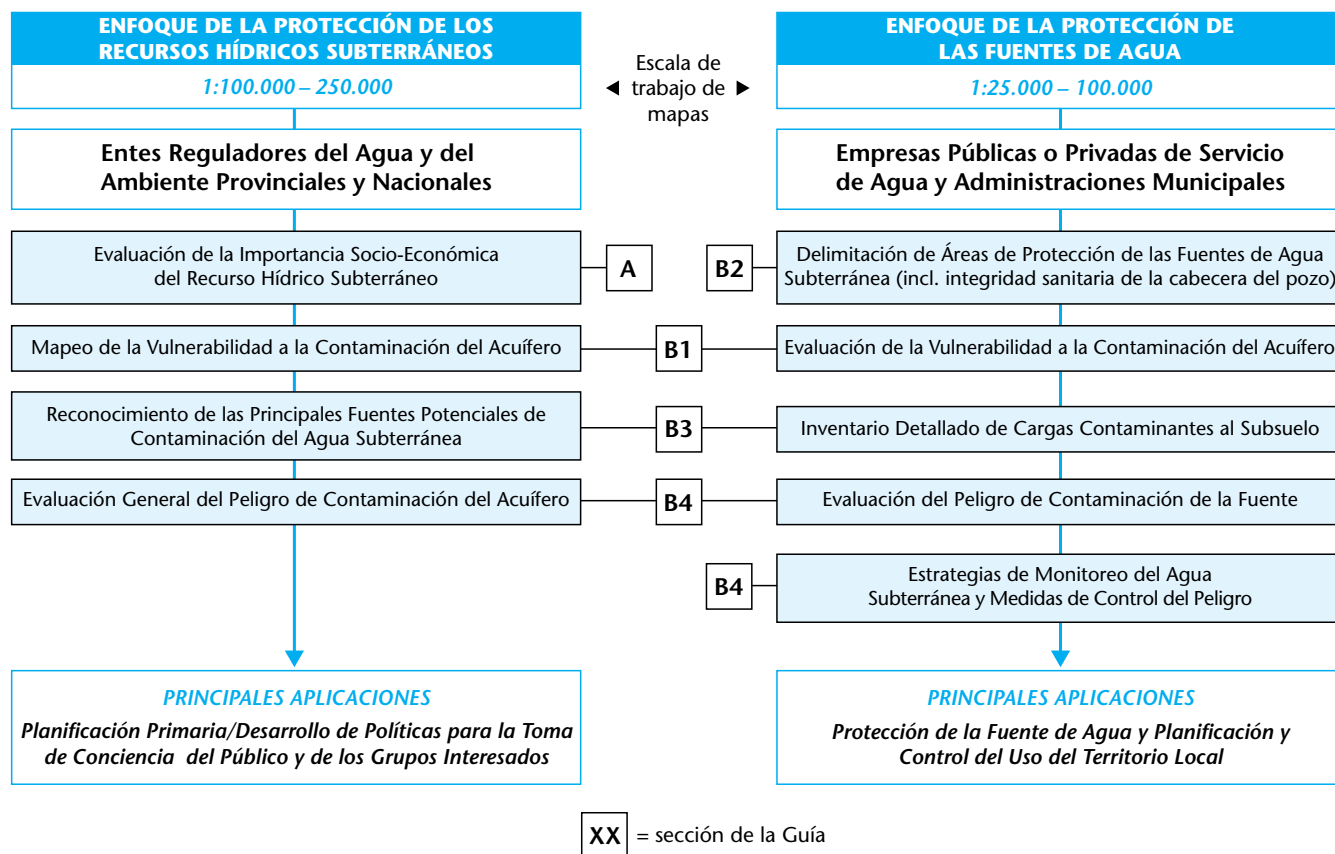 ENFOQUE DE LA PROTECCIÓN DE LOS
RECURSOS HÍDRICOS SUBTERRÁNEOS
1:100.000 – 250.000
Escala de
◄ trabajo de ►
mapas
ENFOQUE DE LA PROTECCIÓN DE
LAS FUENTES DE AGUA
1:25.000 – 100.000
Entes Reguladores del Agua y del
Ambiente Provinciales y Nacionales
Empresas Públicas o Privadas de Servicio
de Agua y Administraciones Municipales
Evaluación de la Importancia Socio-Económica
del Recurso Hídrico Subterráneo
A
B2
Delimitación de Áreas de Protección de las Fuentes de Agua
Subterránea (incl. integridad sanitaria de la cabecera del pozo)
Mapeo de la Vulnerabilidad a la Contaminación del Acuífero
B1
Evaluación de la Vulnerabilidad a la Contaminación del Acuífero
Reconocimiento de las Principales Fuentes Potenciales de
Contaminación del Agua Subterránea
B3
Inventario Detallado de Cargas Contaminantes al Subsuelo
Evaluación General del Peligro de Contaminación del Acuífero
B4
Evaluación del Peligro de Contaminación de la Fuente
B4
Estrategias de Monitoreo del Agua
Subterránea y Medidas de Control del Peligro
PRINCIPALES APLICACIONES
Planificación Primaria/Desarrollo de Políticas para la Toma
de Conciencia del Público y de los Grupos Interesados
PRINCIPALES APLICACIONES
Protección de la Fuente de Agua y Planificación y
Control del Uso del Territorio Local
XX = sección de la Guía